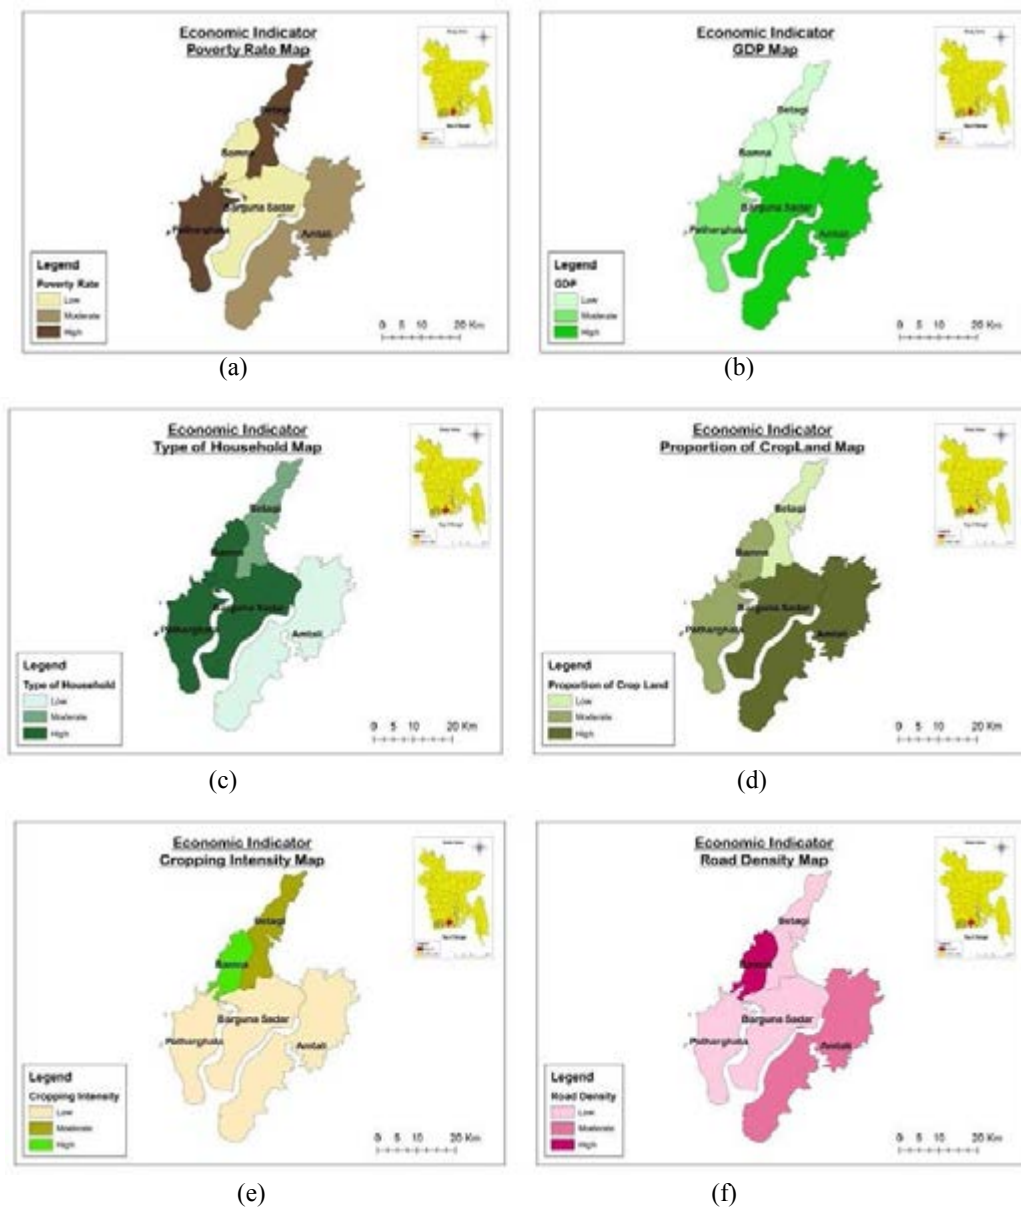 Economic Indicator
Poverty Rate Map
Betagi
Bamna
Barguna Sadar
Patharghata
Amtali
Legend
Poverty Rate
Low
Moderate
High
0 5 10 20 Km
(a)
Economic Indicator
GDP Map
Betagi
Bamna
Barguna Sadar
Patharghata
Amtali
Legend
GDP
Low
Moderate
High
0 5 10 20 Km
(b)
Economic Indicator
Type of Household Map
Betagi
Bamna
Barguna Sadar
Patharghata
Amtali
Legend
Type of Household
Low
Moderate
High
0 5 10 20 Km
(c)
Economic Indicator
Proportion of CropLand Map
Betagi
Bamna
Barguna Sadar
Patharghata
Amtali
Legend
Proportion of Crop Land
Low
Moderate
High
0 5 10 20 Km
(d)
Economic Indicator
Cropping Intensity Map
Betagi
Bamna
Barguna Sadar
Patharghata
Amtali
Legend
Cropping Intensity
Low
Moderate
High
0 5 10 20 Km
(e)
Economic Indicator
Road Density Map
Betagi
Bamna
Barguna Sadar
Patharghata
Amtali
Legend
Road Density
Low
Moderate
High
0 5 10 20 Km
(f)